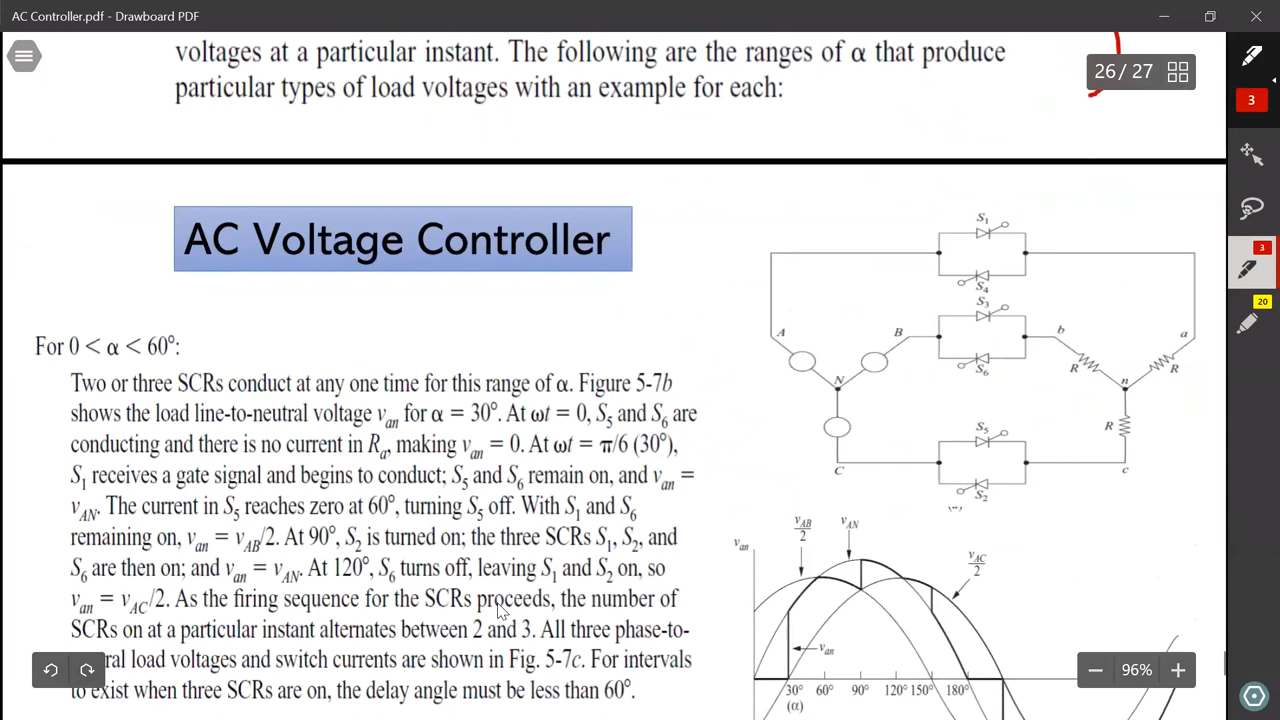 AC Controller.pdf - Drawboard PDF
voltages at a particular instant. The following are the ranges of α that produce
particular types of load voltages with an example for each:
26 / 27
3
AC Voltage Controller
For 0 < α < 60°:
Two or three SCRs conduct at any one time for this range of α. Figure 5-7b
shows the load line-to-neutral voltage van for α = 30°. At ωt = 0, S5 and S6 are
conducting and there is no current in Ra, making van = 0. At ωt = π/6 (30°),
S1 receives a gate signal and begins to conduct; S5 and S6 remain on, and van =
vAN. The current in S5 reaches zero at 60°, turning S5 off. With S1 and S6
remaining on, van = vAB/2. At 90°, S2 is turned on; the three SCRs S1, S2, and
S6 are then on; and van = vAN. At 120°, S6 turns off, leaving S1 and S2 on, so
van = vAC/2. As the firing sequence for the SCRs proceeds, the number of
SCRs on at a particular instant alternates between 2 and 3. All three phase-to-
ral load voltages and switch currents are shown in Fig. 5-7c. For intervals
to exist when three SCRs are on, the delay angle must be less than 60°.
S1
S4
S3
A
B
b
a
S6
N
R
n
R
S5
R
C
c
S2
vAB/2
vAN
van
vAC/2
van
30° 60° 90° 120° 150° 180°
(α)
3
20
96%